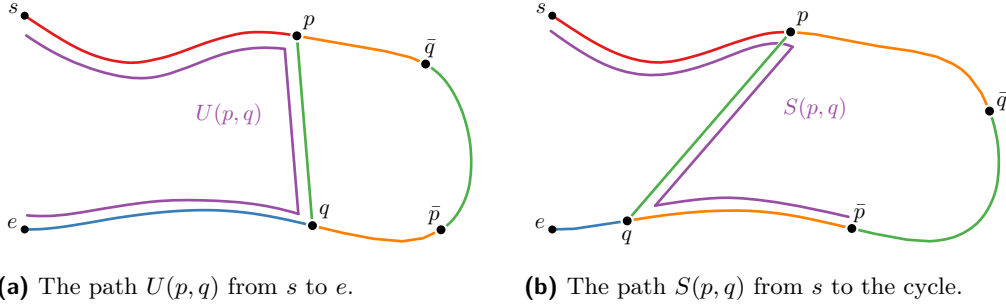 s
p
q̄
U(p, q)
q
p̄
e
(a) The path U(p, q) from s to e.
s
p
q̄
S(p, q)
p̄
e
q
(b) The path S(p, q) from s to the cycle.